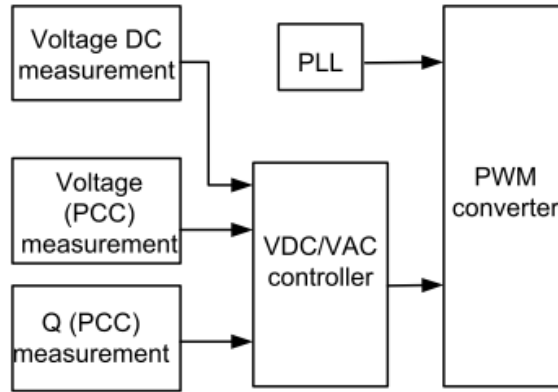 Voltage DC
measurement
PLL
Voltage
(PCC)
measurement
VDC/VAC
controller
PWM
converter
Q (PCC)
measurement